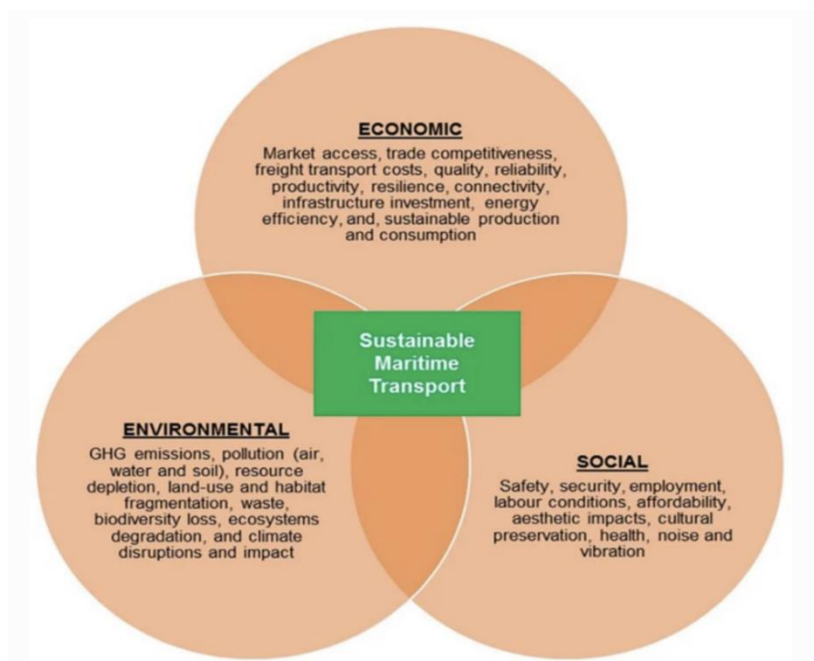 ECONOMIC
Market access, trade competitiveness,
freight transport costs, quality, reliability,
productivity, resilience, connectivity,
infrastructure investment, energy
efficiency, and, sustainable production
and consumption
Sustainable
Maritime
Transport
ENVIRONMENTAL
GHG emissions, pollution (air,
water and soil), resource
depletion, land-use and habitat
fragmentation, waste,
biodiversity loss, ecosystems
degradation, and climate
disruptions and impact
SOCIAL
Safety, security, employment,
labour conditions, affordability,
aesthetic impacts, cultural
preservation, health, noise and
vibration